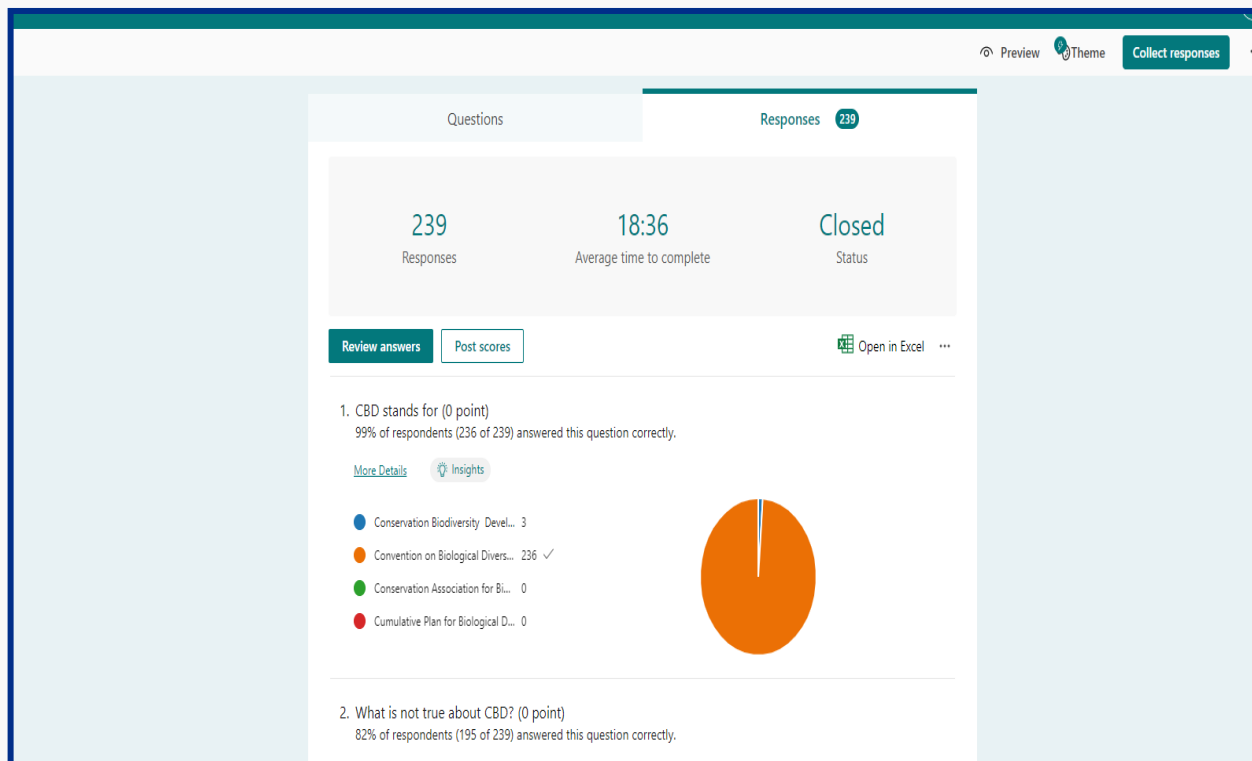 Preview Theme Collect responses
Questions Responses 239
239 18:36 Closed
Responses Average time to complete Status
Review answers Post scores Open in Excel ...
1. CBD stands for (0 point)
99% of respondents (236 of 239) answered this question correctly.
More Details Insights
Conservation Biodiversity Devel... 3
Convention on Biological Divers... 236
Conservation Association for Bi... 0
Cumulative Plan for Biological D... 0
2. What is not true about CBD? (0 point)
82% of respondents (195 of 239) answered this question correctly.